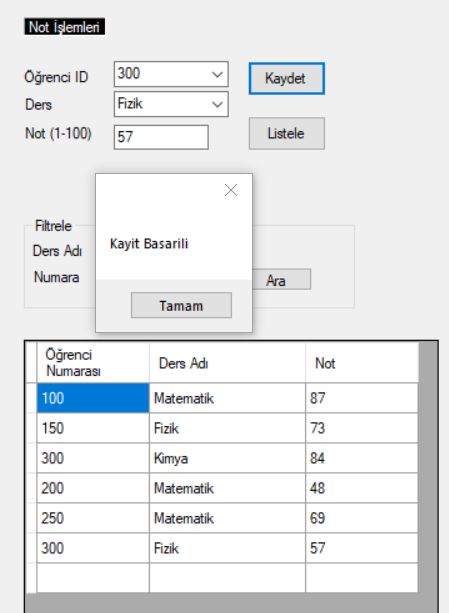 Not İşlemleri
Öğrenci ID 300 Kaydet
Ders Fizik
Not (1-100) 57 Listele
Kayit Basarili
Tamam
Filtrele
Ders Adı
Numara Ara
Öğrenci Numarası Ders Adı Not
100 Matematik 87
150 Fizik 73
300 Kimya 84
200 Matematik 48
250 Matematik 69
300 Fizik 57